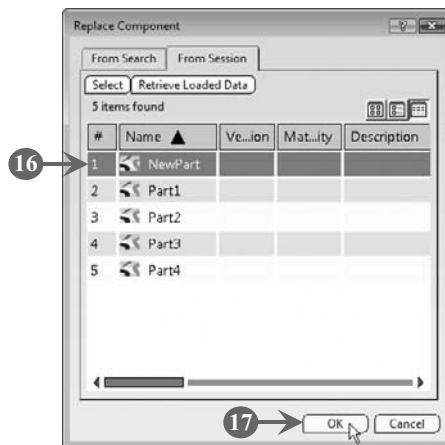 Replace Component
From Search From Session
Select Retrieve Loaded Data
5 items found
# Name ▲ Ve...ion Mat...ity Description
16 1 NewPart
2 Part1
3 Part2
4 Part3
5 Part4
17 OK Cancel